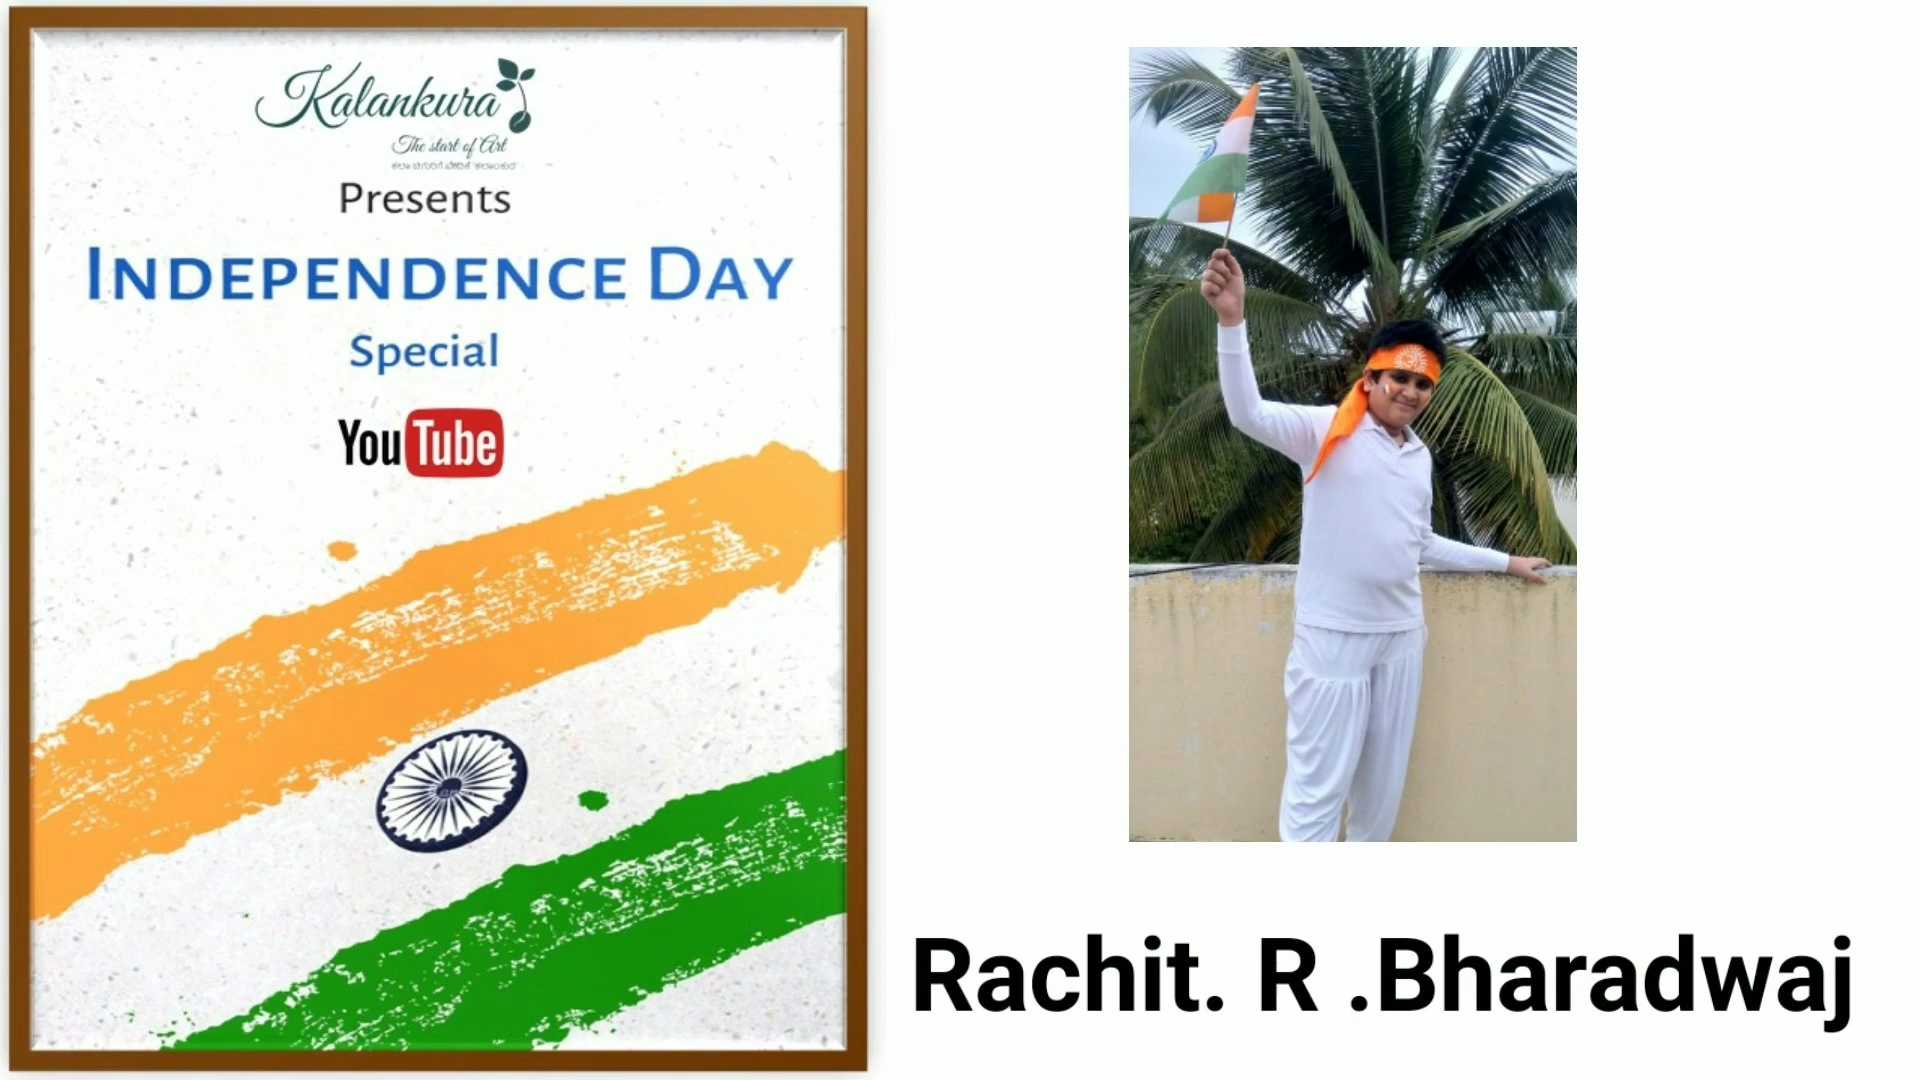 Kalankura
The start of Art
Presents
INDEPENDENCE DAY
Special
YouTube
Rachit. R .Bharadwaj